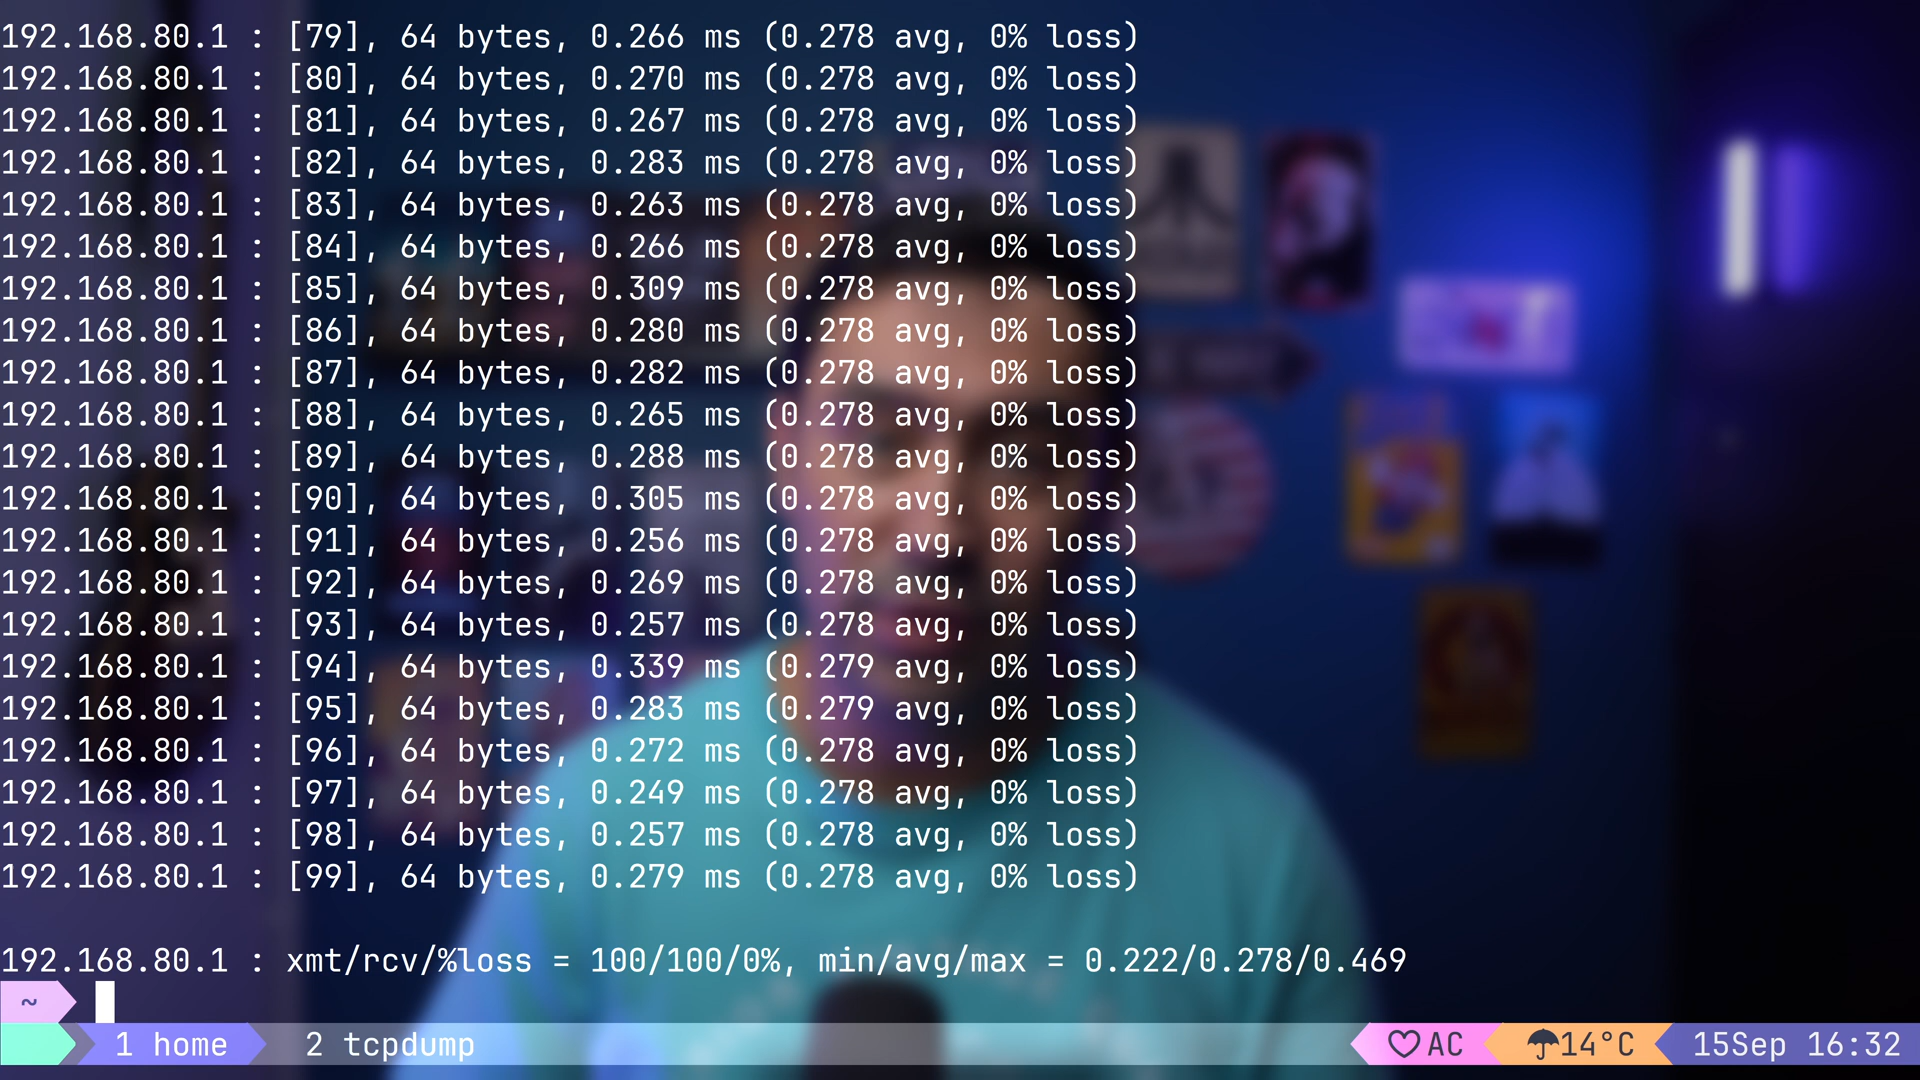 192.168.80.1 : [79], 64 bytes, 0.266 ms (0.278 avg, 0% loss)
192.168.80.1 : [80], 64 bytes, 0.270 ms (0.278 avg, 0% loss)
192.168.80.1 : [81], 64 bytes, 0.267 ms (0.278 avg, 0% loss)
192.168.80.1 : [82], 64 bytes, 0.283 ms (0.278 avg, 0% loss)
192.168.80.1 : [83], 64 bytes, 0.263 ms (0.278 avg, 0% loss)
192.168.80.1 : [84], 64 bytes, 0.266 ms (0.278 avg, 0% loss)
192.168.80.1 : [85], 64 bytes, 0.309 ms (0.278 avg, 0% loss)
192.168.80.1 : [86], 64 bytes, 0.280 ms (0.278 avg, 0% loss)
192.168.80.1 : [87], 64 bytes, 0.282 ms (0.278 avg, 0% loss)
192.168.80.1 : [88], 64 bytes, 0.265 ms (0.278 avg, 0% loss)
192.168.80.1 : [89], 64 bytes, 0.288 ms (0.278 avg, 0% loss)
192.168.80.1 : [90], 64 bytes, 0.305 ms (0.278 avg, 0% loss)
192.168.80.1 : [91], 64 bytes, 0.256 ms (0.278 avg, 0% loss)
192.168.80.1 : [92], 64 bytes, 0.269 ms (0.278 avg, 0% loss)
192.168.80.1 : [93], 64 bytes, 0.257 ms (0.278 avg, 0% loss)
192.168.80.1 : [94], 64 bytes, 0.339 ms (0.279 avg, 0% loss)
192.168.80.1 : [95], 64 bytes, 0.283 ms (0.279 avg, 0% loss)
192.168.80.1 : [96], 64 bytes, 0.272 ms (0.278 avg, 0% loss)
192.168.80.1 : [97], 64 bytes, 0.249 ms (0.278 avg, 0% loss)
192.168.80.1 : [98], 64 bytes, 0.257 ms (0.278 avg, 0% loss)
192.168.80.1 : [99], 64 bytes, 0.279 ms (0.278 avg, 0% loss)
192.168.80.1 : xmt/rcv/%loss = 100/100/0%, min/avg/max = 0.222/0.278/0.469
~
1 home 2 tcpdump ♡ AC ☂14°C 15Sep 16:32